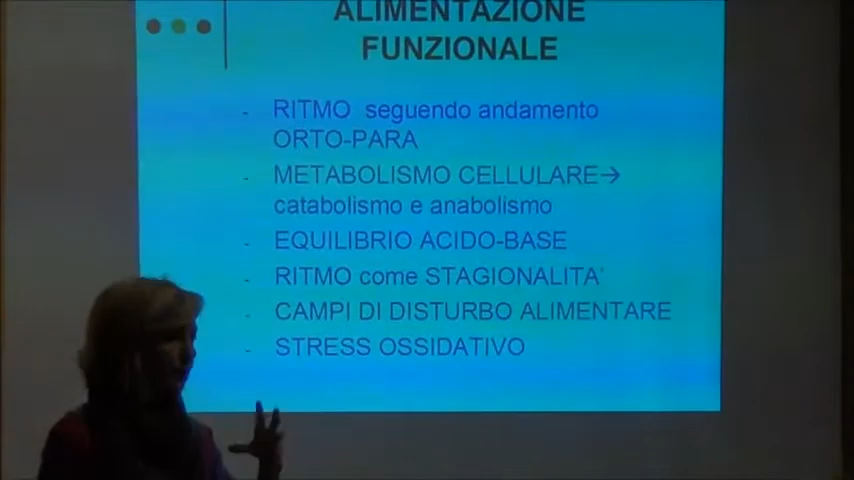 ALIMENTAZIONE
FUNZIONALE
- RITMO seguendo andamento
ORTO-PARA
- METABOLISMO CELLULARE→
catabolismo e anabolismo
- EQUILIBRIO ACIDO-BASE
- RITMO come STAGIONALITA'
- CAMPI DI DISTURBO ALIMENTARE
- STRESS OSSIDATIVO